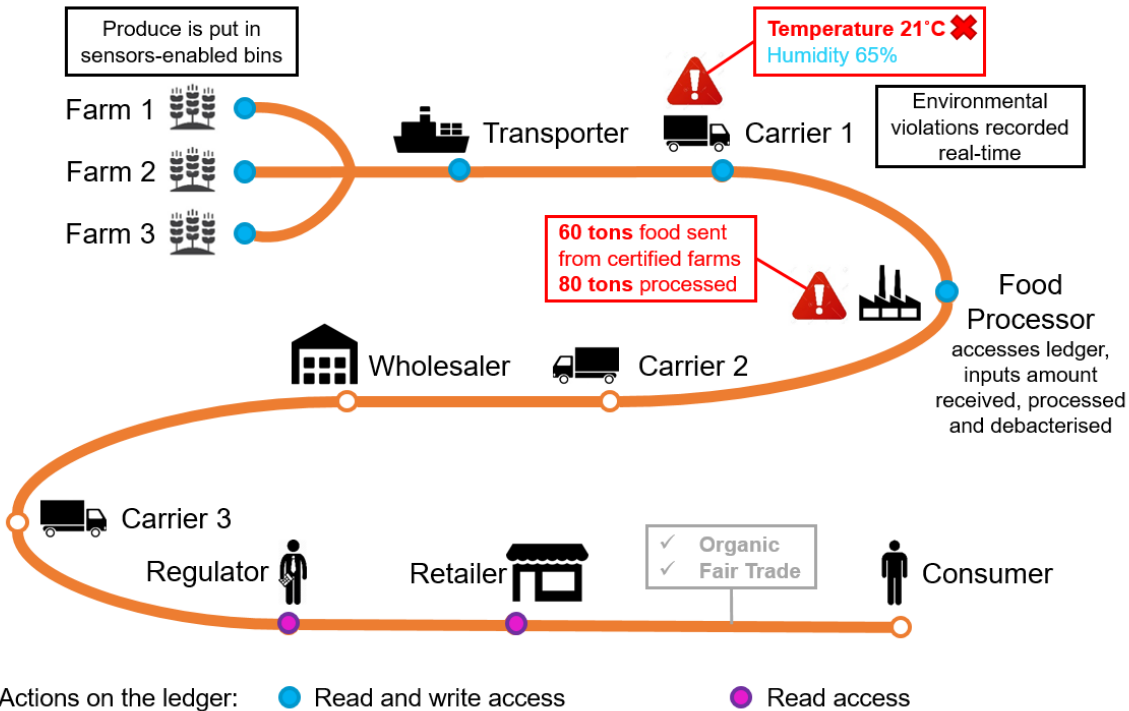 Produce is put in
sensors-enabled bins
Temperature 21°C
Humidity 65%
Farm 1
Transporter
Carrier 1
Environmental
violations recorded
real-time
Farm 2
Farm 3
60 tons food sent
from certified farms
80 tons processed
Food
Processor
accesses ledger,
inputs amount
received, processed
and debacterised
Wholesaler
Carrier 2
Carrier 3
Regulator
Retailer
✓ Organic
✓ Fair Trade
Consumer
Actions on the ledger:
Read and write access
Read access